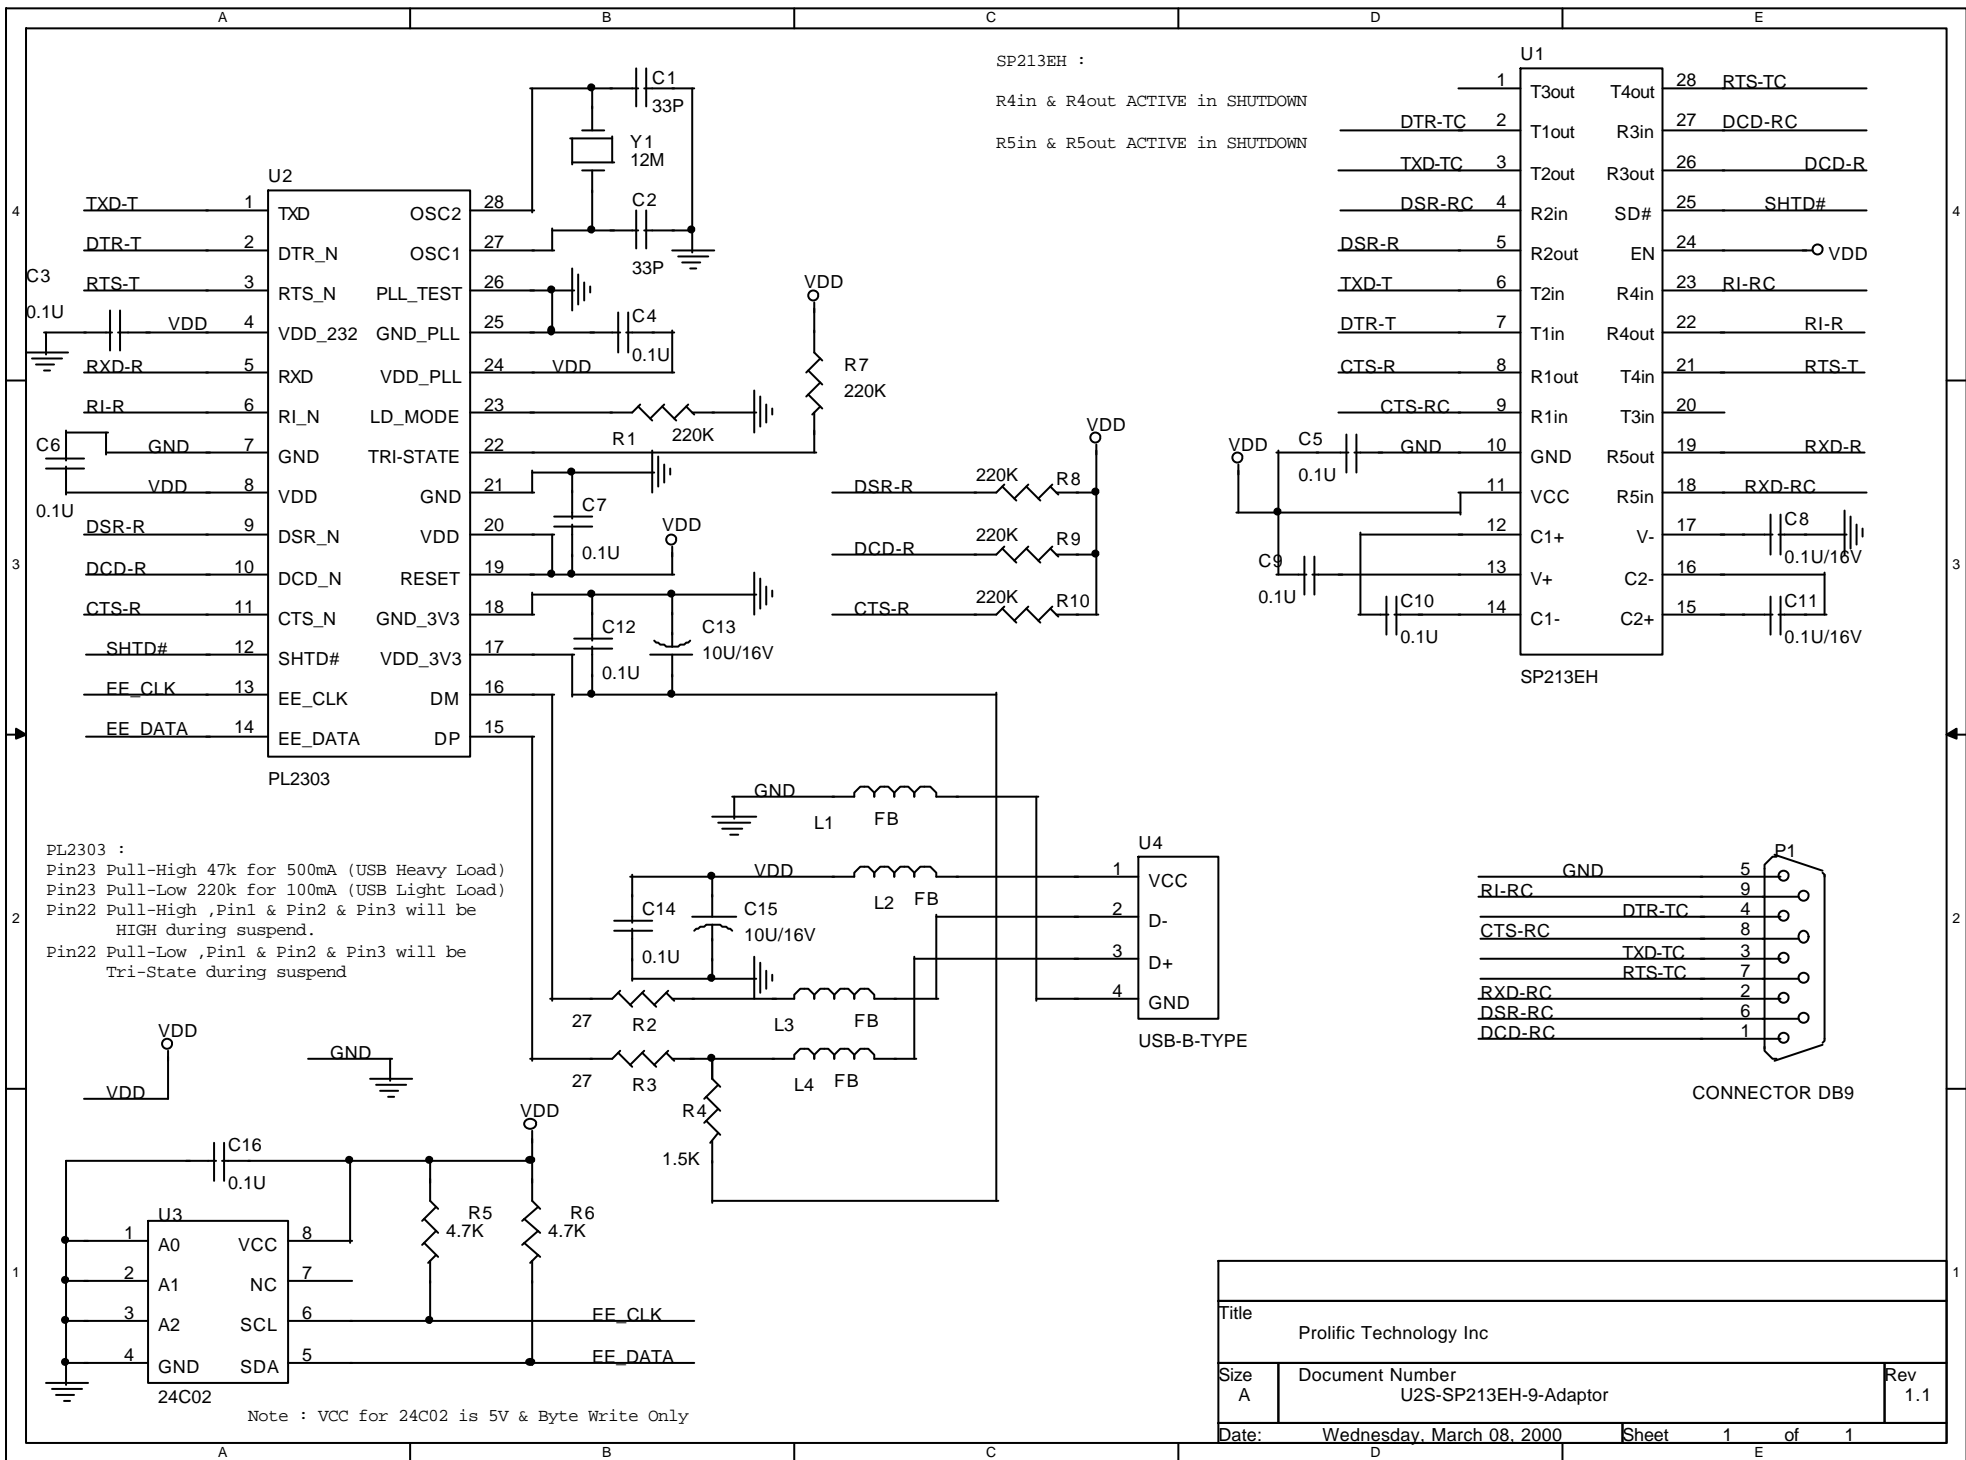 A B C D E
4
3
2
1
4
3
2
1
A B C D E
SP213EH :
R4in & R4out ACTIVE in SHUTDOWN
R5in & R5out ACTIVE in SHUTDOWN
C1
33P
Y1
12M
C2
33P
U2
TXD-T 1 TXD OSC2 28
DTR-T 2 DTR_N OSC1 27
RTS-T 3 RTS_N PLL_TEST 26
VDD 4 VDD_232 GND_PLL 25
RXD-R 5 RXD VDD_PLL 24 VDD
RI-R 6 RI_N LD_MODE 23
GND 7 GND TRI-STATE 22
VDD 8 VDD GND 21
DSR-R 9 DSR_N VDD 20
DCD-R 10 DCD_N RESET 19
CTS-R 11 CTS_N GND_3V3 18
SHTD# 12 SHTD# VDD_3V3 17
EE_CLK 13 EE_CLK DM 16
EE_DATA 14 EE_DATA DP 15
PL2303
C3
0.1U
C6
0.1U
C4
0.1U
R1
220K
VDD
R7
220K
C7
0.1U
VDD
C12
0.1U
C13
10U/16V
VDD
DSR-R 220K R8
DCD-R 220K R9
CTS-R 220K R10
U1
1 T3out T4out 28 RTS-TC
DTR-TC 2 T1out R3in 27 DCD-RC
TXD-TC 3 T2out R3out 26 DCD-R
DSR-RC 4 R2in SD# 25 SHTD#
DSR-R 5 R2out EN 24 VDD
TXD-T 6 T2in R4in 23 RI-RC
DTR-T 7 T1in R4out 22 RI-R
CTS-R 8 R1out T4in 21 RTS-T
CTS-RC 9 R1in T3in 20
GND 10 GND R5out 19 RXD-R
11 VCC R5in 18 RXD-RC
12 C1+ V- 17
13 V+ C2- 16
14 C1- C2+ 15
SP213EH
VDD
C5
0.1U
C9
0.1U
C10
0.1U
C8
0.1U/16V
C11
0.1U/16V
PL2303 :
Pin23 Pull-High 47k for 500mA (USB Heavy Load)
Pin23 Pull-Low 220k for 100mA (USB Light Load)
Pin22 Pull-High ,Pin1 & Pin2 & Pin3 will be
HIGH during suspend.
Pin22 Pull-Low ,Pin1 & Pin2 & Pin3 will be
Tri-State during suspend
GND
L1 FB
VDD
L2 FB
C14
0.1U
C15
10U/16V
27 R2 L3 FB
27 R3 L4 FB
R4
1.5K
U4
1 VCC
2 D-
3 D+
4 GND
USB-B-TYPE
P1
GND 5
RI-RC 9
DTR-TC 4
CTS-RC 8
TXD-TC 3
RTS-TC 7
RXD-RC 2
DSR-RC 6
DCD-RC 1
CONNECTOR DB9
VDD
VDD
GND
VDD
C16
0.1U
R5
4.7K
R6
4.7K
U3
1 A0 VCC 8
2 A1 NC 7
3 A2 SCL 6 EE_CLK
4 GND SDA 5 EE_DATA
24C02
Note : VCC for 24C02 is 5V & Byte Write Only
Title
Prolific Technology Inc
Size Document Number Rev
A U2S-SP213EH-9-Adaptor 1.1
Date: Wednesday, March 08, 2000 Sheet 1 of 1